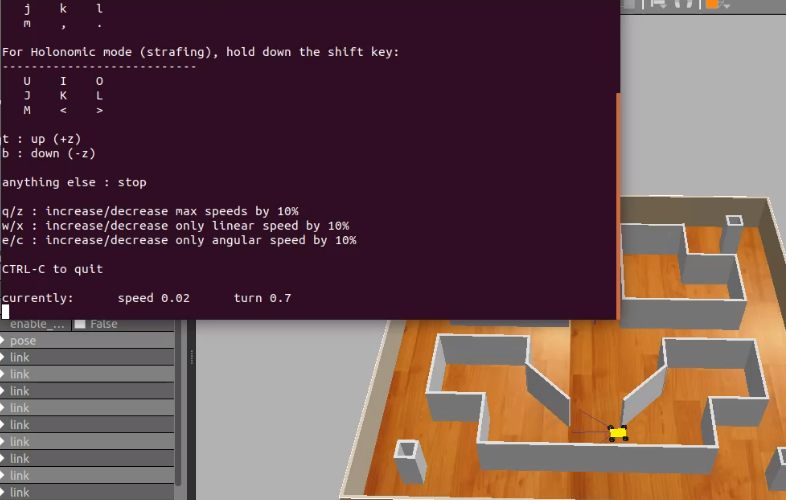 j k l
m , .
For Holonomic mode (strafing), hold down the shift key:
---------------------------
U I O
J K L
M < >
t : up (+z)
b : down (-z)
anything else : stop
q/z : increase/decrease max speeds by 10%
w/x : increase/decrease only linear speed by 10%
e/c : increase/decrease only angular speed by 10%
CTRL-C to quit
currently: speed 0.02 turn 0.7
enable_... False
pose
link
link
link
link
link
link
link
link
link